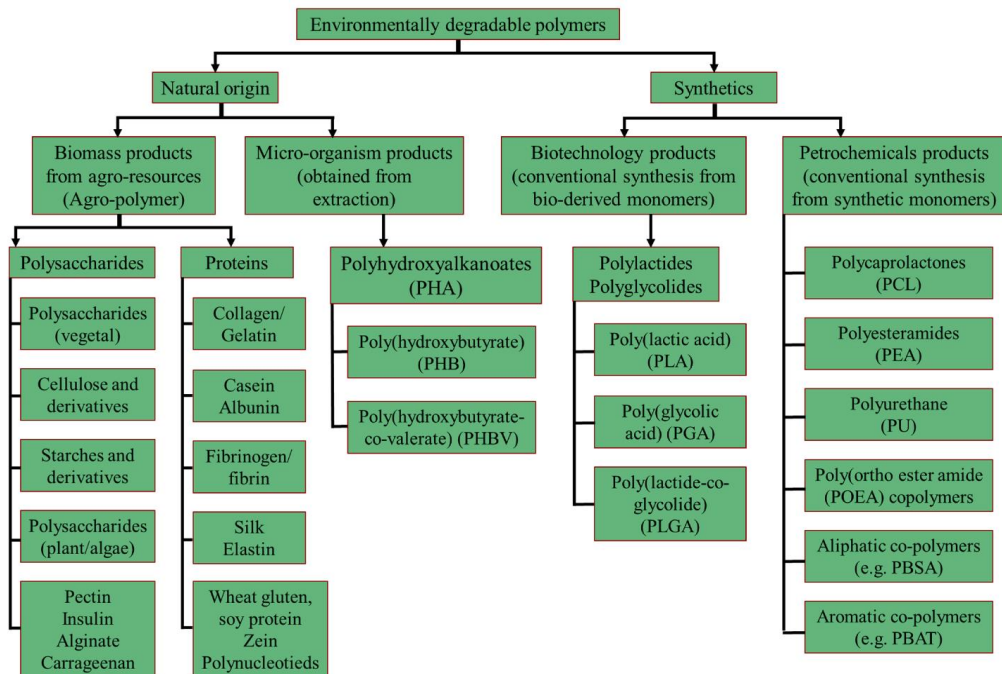 Environmentally degradable polymers
Natural origin
Synthetics
Biomass products
from agro-resources
(Agro-polymer)
Micro-organism products
(obtained from
extraction)
Biotechnology products
(conventional synthesis from
bio-derived monomers)
Petrochemicals products
(conventional synthesis
from synthetic monomers)
Polysaccharides
Polysaccharides
(vegetal)
Cellulose and
derivatives
Starches and
derivatives
Polysaccharides
(plant/algae)
Pectin
Insulin
Alginate
Carrageenan
Proteins
Collagen/
Gelatin
Casein
Albunin
Fibrinogen/
fibrin
Silk
Elastin
Wheat gluten,
soy protein
Zein
Polynucleotieds
Polyhydroxyalkanoates
(PHA)
Poly(hydroxybutyrate)
(PHB)
Poly(hydroxybutyrate-
co-valerate) (PHBV)
Polylactides
Polyglycolides
Poly(lactic acid)
(PLA)
Poly(glycolic
acid) (PGA)
Poly(lactide-co-
glycolide)
(PLGA)
Polycaprolactones
(PCL)
Polyesteramides
(PEA)
Polyurethane
(PU)
Poly(ortho ester amide
(POEA) copolymers
Aliphatic co-polymers
(e.g. PBSA)
Aromatic co-polymers
(e.g. PBAT)